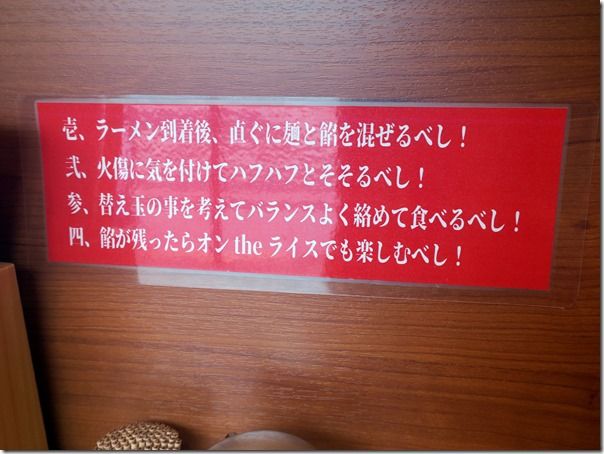 壱、ラーメン到着後、直ぐに麺と餡を混ぜるべし!
弐、火傷に気を付けてハフハフとそそるべし!
参、替え玉の事を考えてバランスよく絡めて食べるべし!
四、餡が残ったらオン the ライスでも楽しむべし!